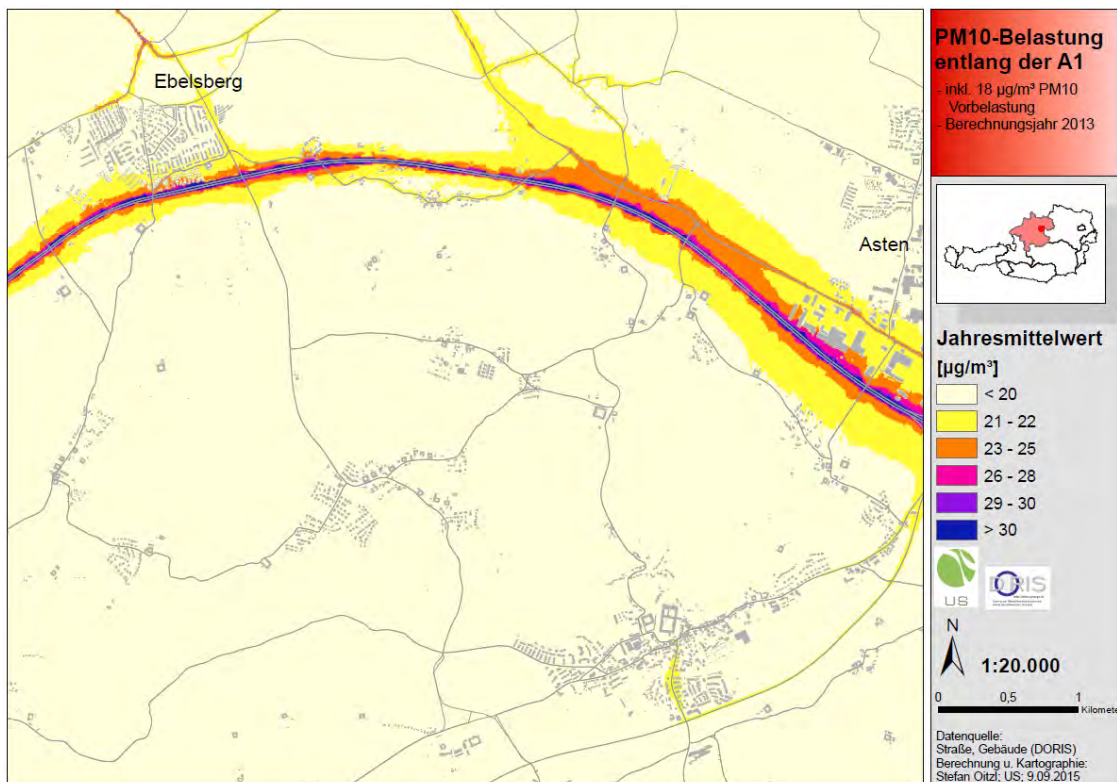 Ebelsberg
Asten
PM10-Belastung
entlang der A1
- inkl. 18 µg/m³ PM10
Vorbelastung
- Berechnungsjahr 2013
Jahresmittelwert
[µg/m³]
< 20
21 - 22
23 - 25
26 - 28
29 - 30
> 30
US
DORIS
N
1:20.000
0 0,5 1
Kilomete
Datenquelle:
Straße, Gebäude (DORIS)
Berechnung u. Kartographie:
Stefan Oitzl; US; 9.09.2015